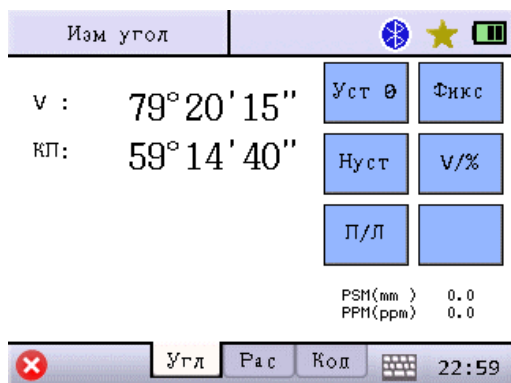 Изм угол
V : 79°20'15"
КП: 59°14'40"
Уст 0 Фикс
Нуст V/%
П/Л
PSM(mm ) 0.0
PPM(ppm) 0.0
Угл Рас Коп 22:59